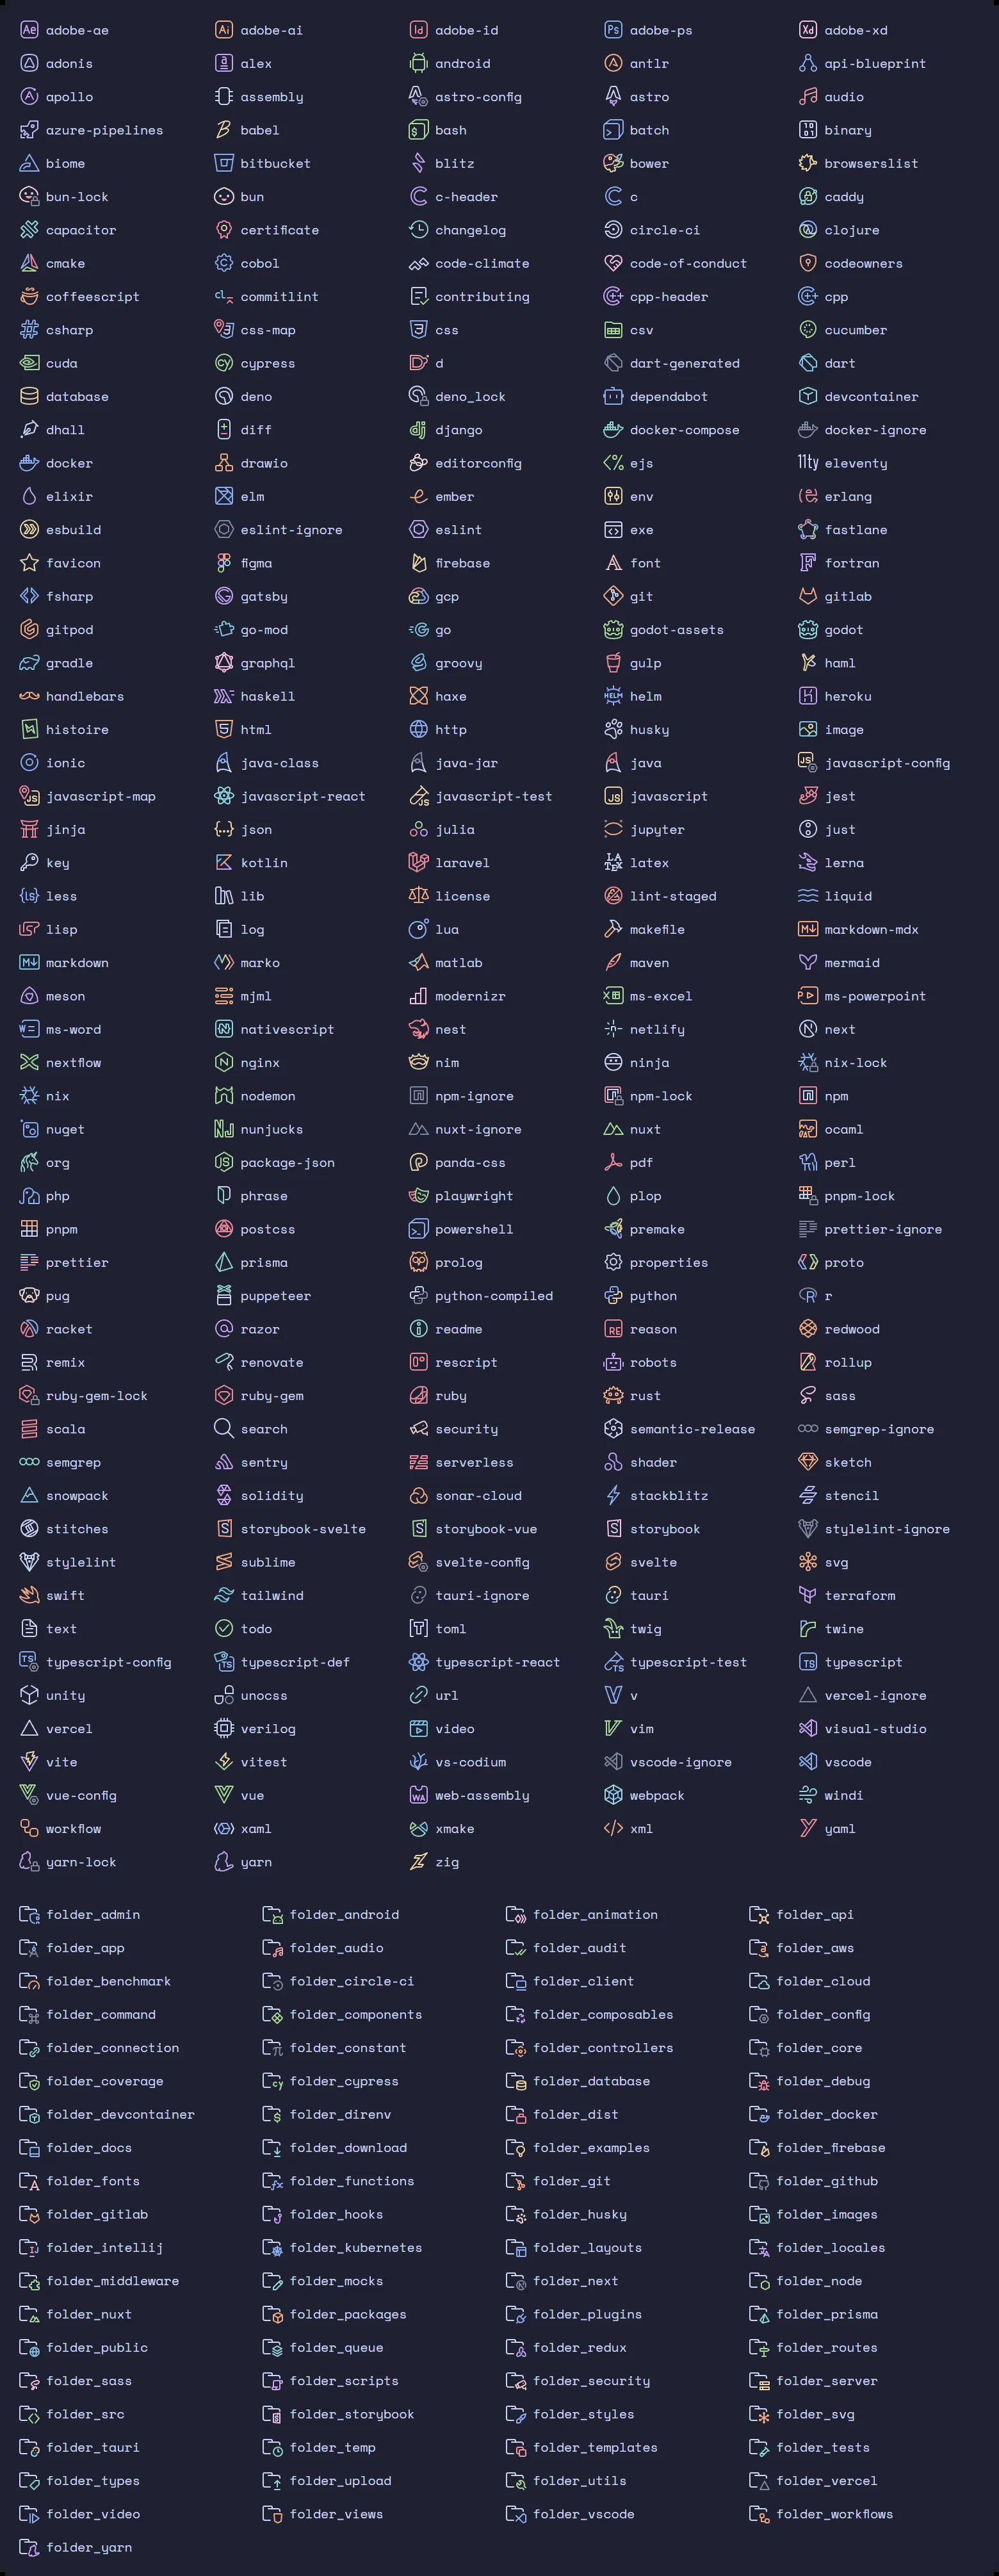 adobe-ae adobe-ai adobe-id adobe-ps adobe-xd
adonis alex android antlr api-blueprint
apollo assembly astro-config astro audio
azure-pipelines babel bash batch binary
biome bitbucket blitz bower browserslist
bun-lock bun c-header c caddy
capacitor certificate changelog circle-ci clojure
cmake cobol code-climate code-of-conduct codeowners
coffeescript commitlint contributing cpp-header cpp
csharp css-map css csv cucumber
cuda cypress d dart-generated dart
database deno deno_lock dependabot devcontainer
dhall diff django docker-compose docker-ignore
docker drawio editorconfig ejs eleventy
elixir elm ember env erlang
esbuild eslint-ignore eslint exe fastlane
favicon figma firebase font fortran
fsharp gatsby gcp git gitlab
gitpod go-mod go godot-assets godot
gradle graphql groovy gulp haml
handlebars haskell haxe helm heroku
histoire html http husky image
ionic java-class java-jar java javascript-config
javascript-map javascript-react javascript-test javascript jest
jinja json julia jupyter just
key kotlin laravel latex lerna
less lib license lint-staged liquid
lisp log lua makefile markdown-mdx
markdown marko matlab maven mermaid
meson mjml modernizr ms-excel ms-powerpoint
ms-word nativescript nest netlify next
nextflow nginx nim ninja nix-lock
nix nodemon npm-ignore npm-lock npm
nuget nunjucks nuxt-ignore nuxt ocaml
org package-json panda-css pdf perl
php phrase playwright plop pnpm-lock
pnpm postcss powershell premake prettier-ignore
prettier prisma prolog properties proto
pug puppeteer python-compiled python r
racket razor readme reason redwood
remix renovate rescript robots rollup
ruby-gem-lock ruby-gem ruby rust sass
scala search security semantic-release semgrep-ignore
semgrep sentry serverless shader sketch
snowpack solidity sonar-cloud stackblitz stencil
stitches storybook-svelte storybook-vue storybook stylelint-ignore
stylelint sublime svelte-config svelte svg
swift tailwind tauri-ignore tauri terraform
text todo toml twig twine
typescript-config typescript-def typescript-react typescript-test typescript
unity unocss url v vercel-ignore
vercel verilog video vim visual-studio
vite vitest vs-codium vscode-ignore vscode
vue-config vue web-assembly webpack windi
workflow xaml xmake xml yaml
yarn-lock yarn zig
folder_admin folder_android folder_animation folder_api
folder_app folder_audio folder_audit folder_aws
folder_benchmark folder_circle-ci folder_client folder_cloud
folder_command folder_components folder_composables folder_config
folder_connection folder_constant folder_controllers folder_core
folder_coverage folder_cypress folder_database folder_debug
folder_devcontainer folder_direnv folder_dist folder_docker
folder_docs folder_download folder_examples folder_firebase
folder_fonts folder_functions folder_git folder_github
folder_gitlab folder_hooks folder_husky folder_images
folder_intellij folder_kubernetes folder_layouts folder_locales
folder_middleware folder_mocks folder_next folder_node
folder_nuxt folder_packages folder_plugins folder_prisma
folder_public folder_queue folder_redux folder_routes
folder_sass folder_scripts folder_security folder_server
folder_src folder_storybook folder_styles folder_svg
folder_tauri folder_temp folder_templates folder_tests
folder_types folder_upload folder_utils folder_vercel
folder_video folder_views folder_vscode folder_workflows
folder_yarn